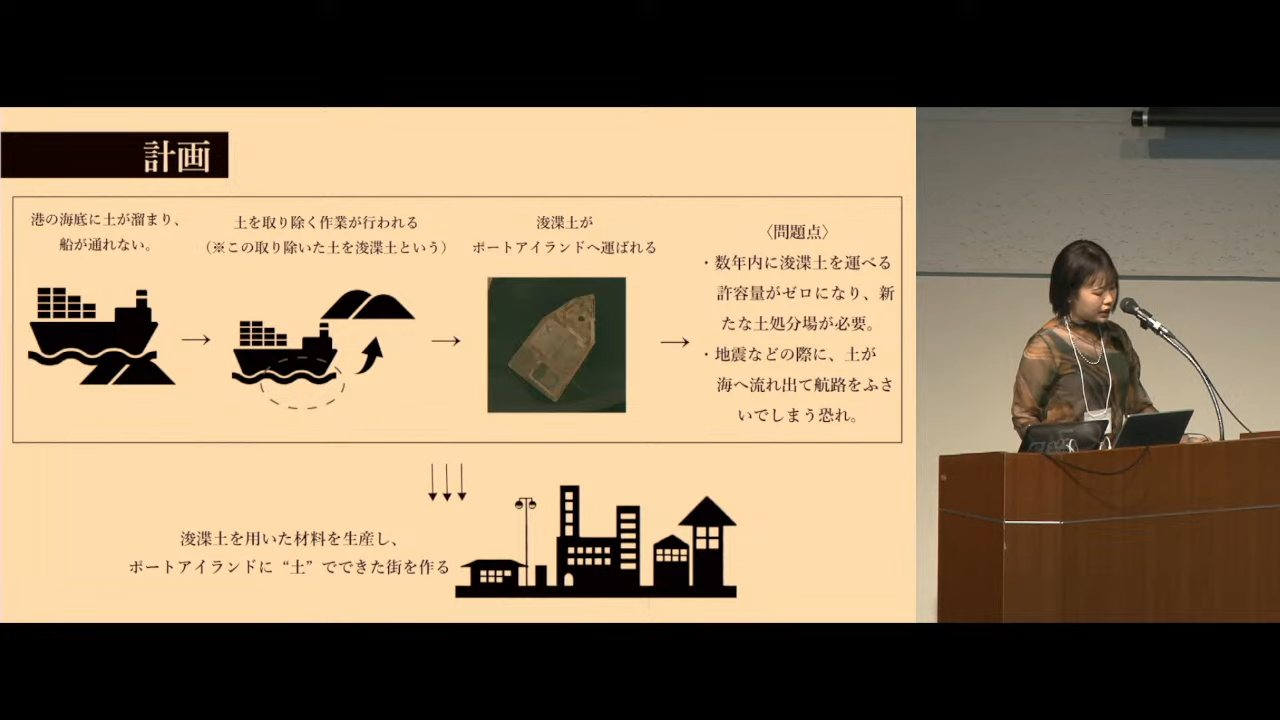 計画
港の海底に土が溜まり、
船が通れない。
土を取り除く作業が行われる
（※この取り除いた土を浚渫土という）
浚渫土が
ポートアイランドへ運ばれる
〈問題点〉
・数年内に浚渫土を運べる
許容量がゼロになり、新
たな土処分場が必要。
・地震などの際に、土が
海へ流れ出て航路をふさ
いでしまう恐れ。
浚渫土を用いた材料を生産し、
ポートアイランドに“土”でできた街を作る